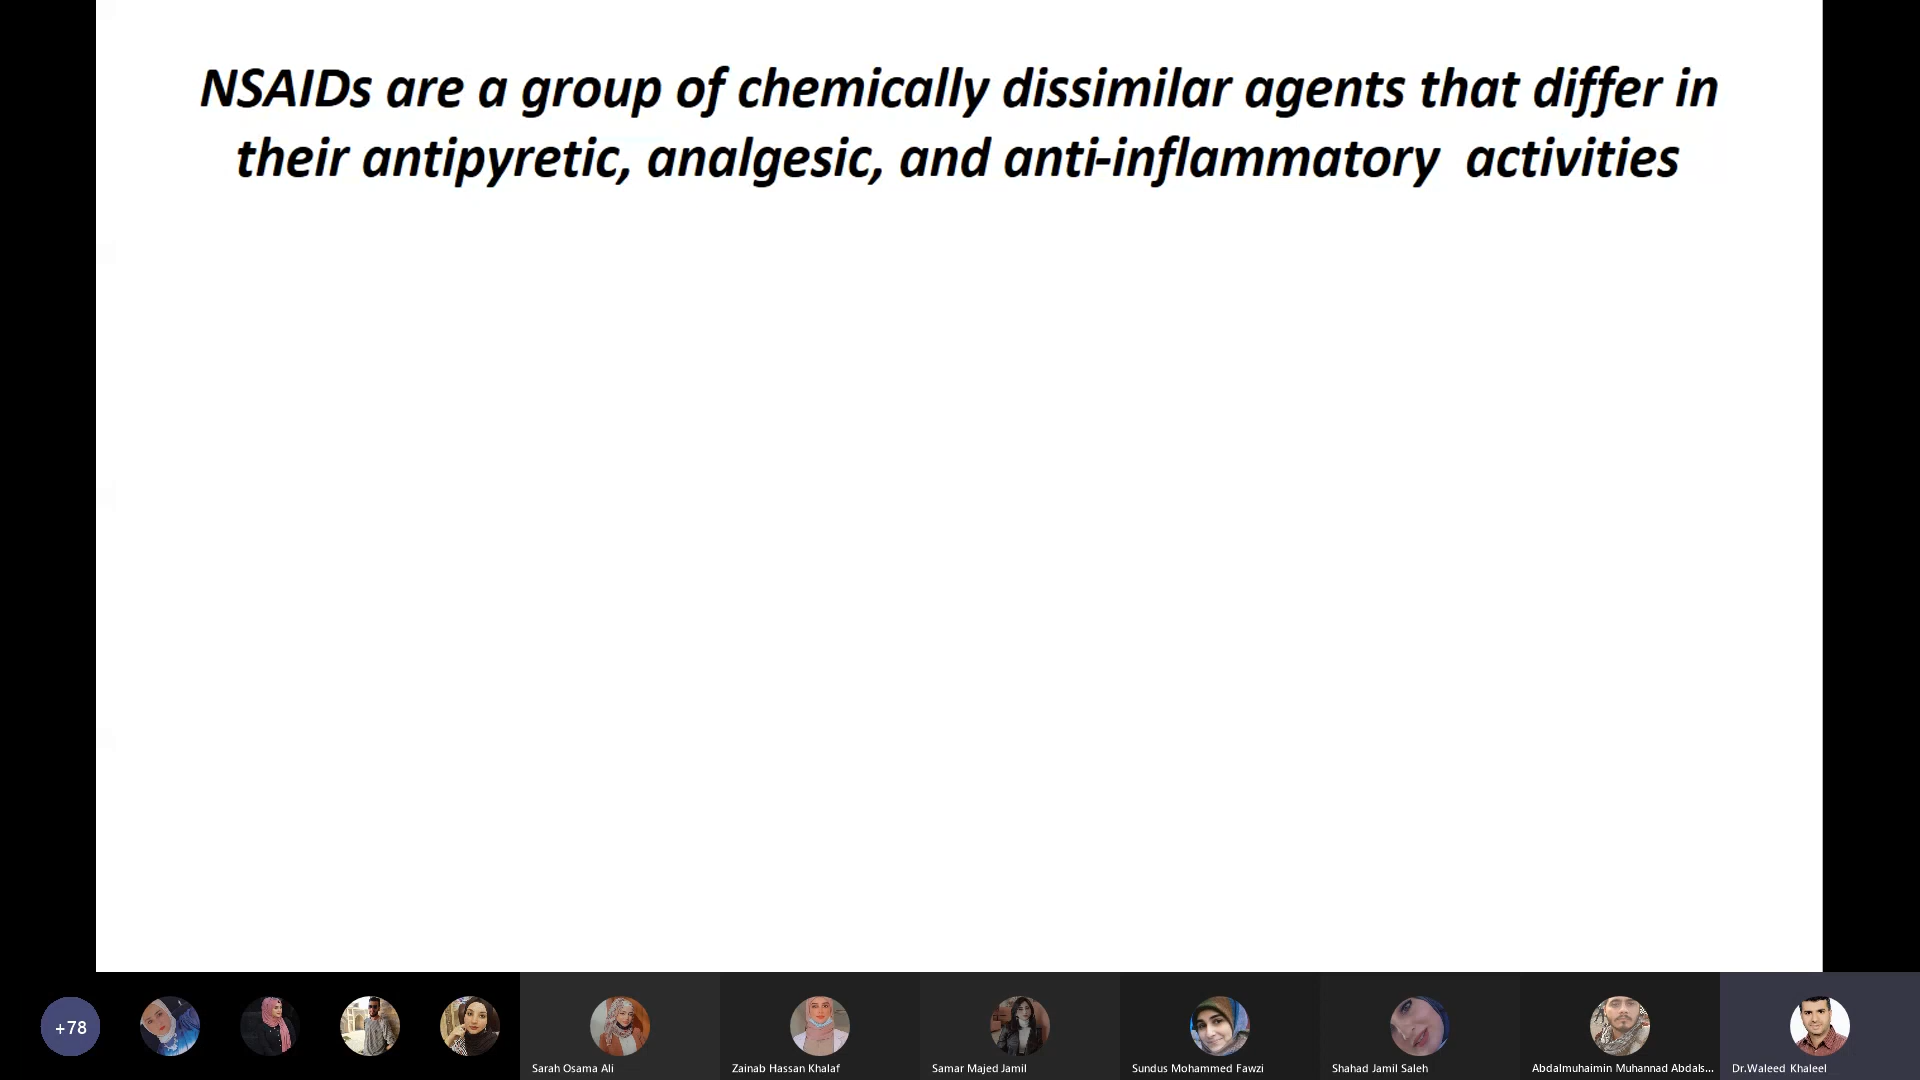 NSAIDs are a group of chemically dissimilar agents that differ in
their antipyretic, analgesic, and anti-inflammatory activities
+78
Sarah Osama Ali
Zainab Hassan Khalaf
Samar Majed Jamil
Sundus Mohammed Fawzi
Shahad Jamil Saleh
Abdalmuhaimin Muhannad Abdals...
Dr.Waleed Khaleel